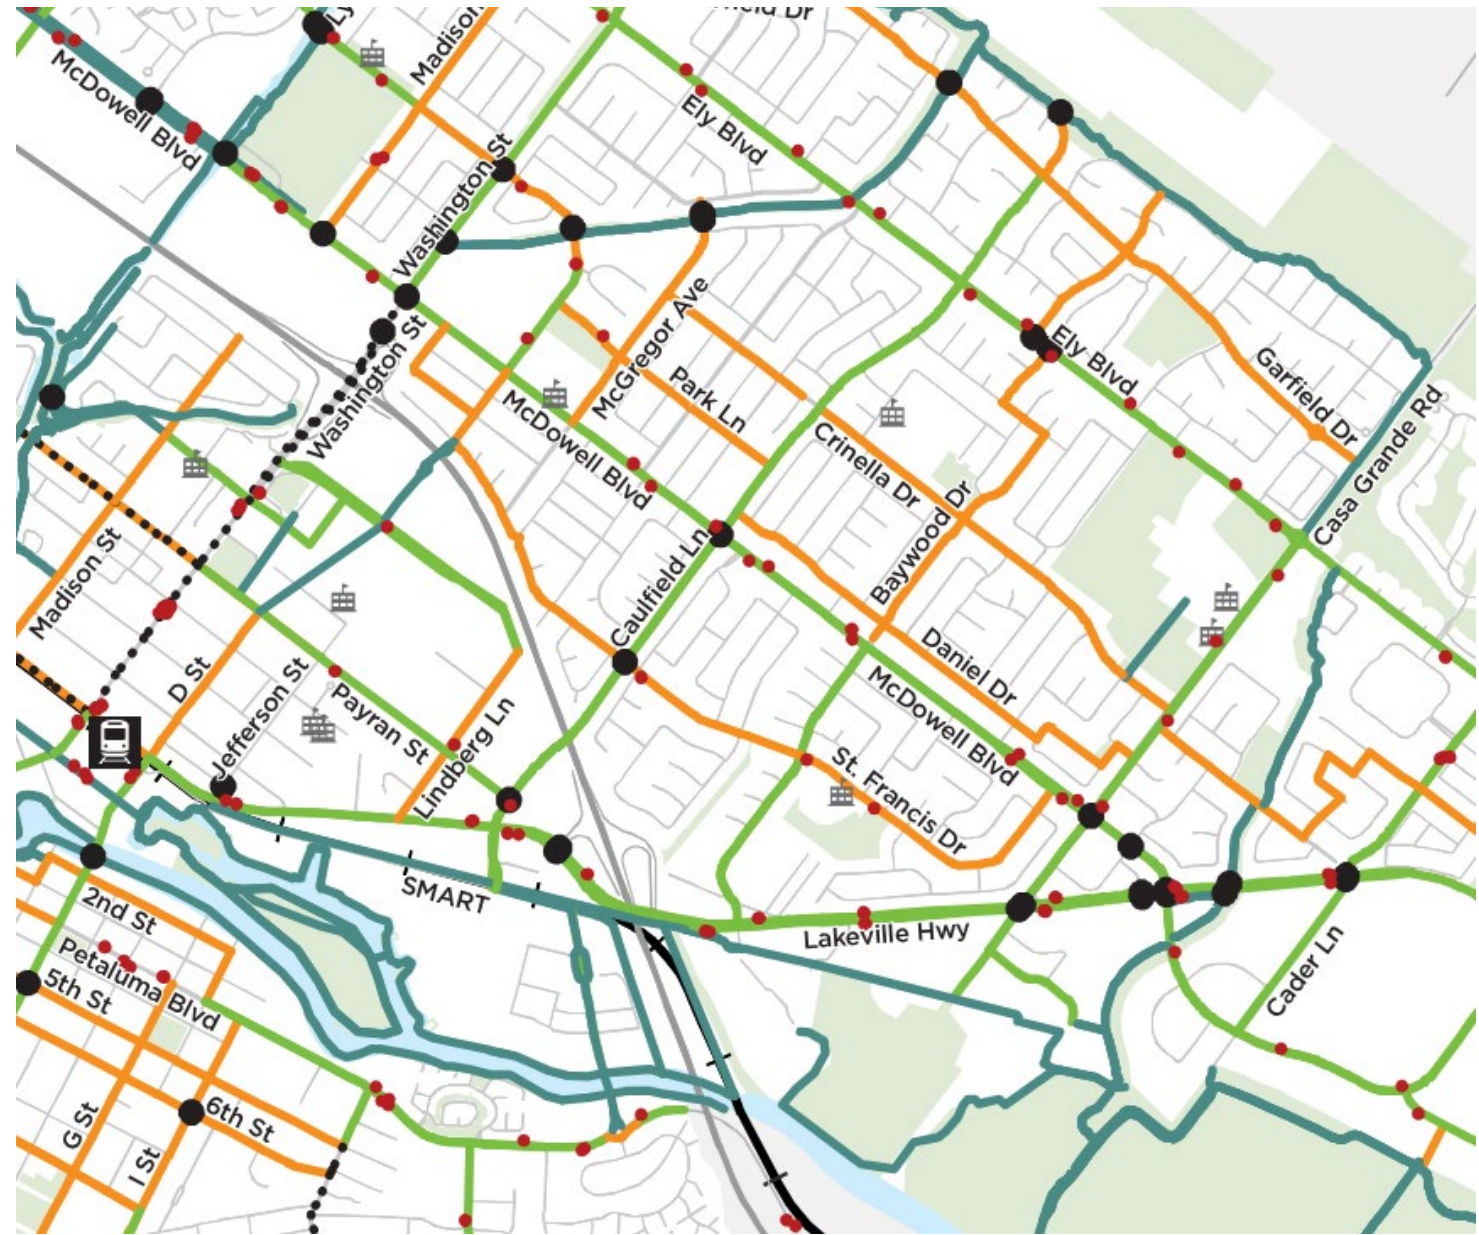 Ly
Madison
field Dr
McDowell Blvd
Ely Blvd
Washington St
McGregor Ave
Washington St
Park Ln
Ely Blvd
Garfield Dr
McDowell Blvd
Crinella Dr
Casa Grande Rd
Baywood Dr
Madison St
Caulfield Ln
D St
Jefferson St
Payran St
Lindberg Ln
Daniel Dr
McDowell Blvd
St. Francis Dr
SMART
Lakeville Hwy
2nd St
Petaluma Blvd
5th St
Cader Ln
6th St
G St
I St